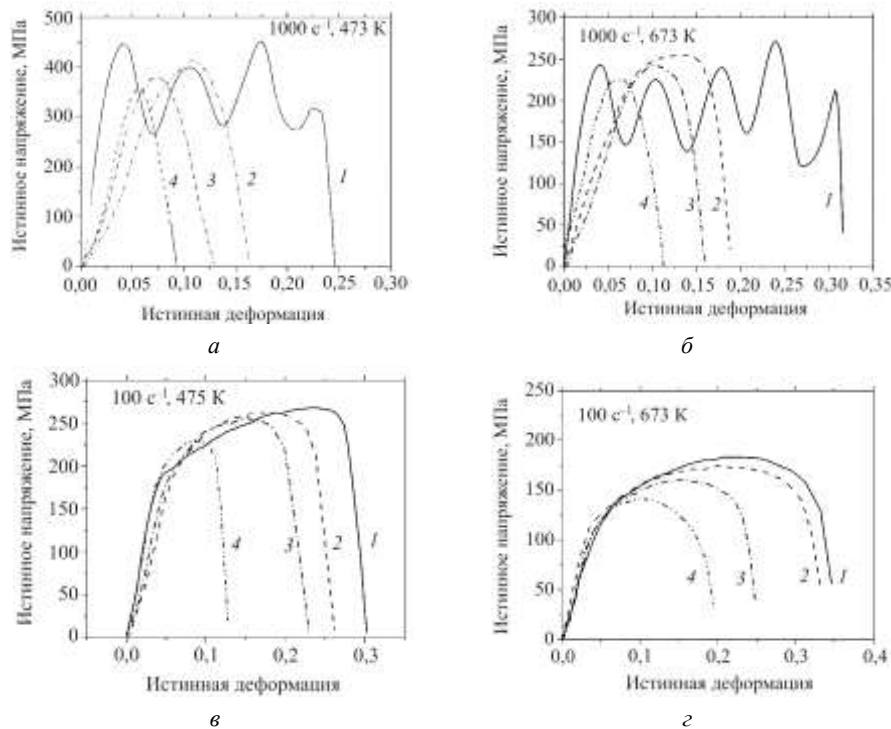 1000 с⁻¹, 473 К
Истинное напряжение, МПа
500
400
300
200
100
0
4
3
2
1
0,00 0,05 0,10 0,15 0,20 0,25 0,30
Истинная деформация
а
1000 с⁻¹, 673 К
Истинное напряжение, МПа
300
250
200
150
100
50
0
4
3
2
1
0,00 0,05 0,10 0,15 0,20 0,25 0,30 0,35
Истинная деформация
б
100 с⁻¹, 475 К
Истинное напряжение, МПа
300
250
200
150
100
50
0
4
3
2
1
0,0 0,1 0,2 0,3
Истинная деформация
в
100 с⁻¹, 673 К
Истинное напряжение, МПа
250
200
150
100
50
0
4
3
2
1
0,0 0,1 0,2 0,3 0,4
Истинная деформация
г